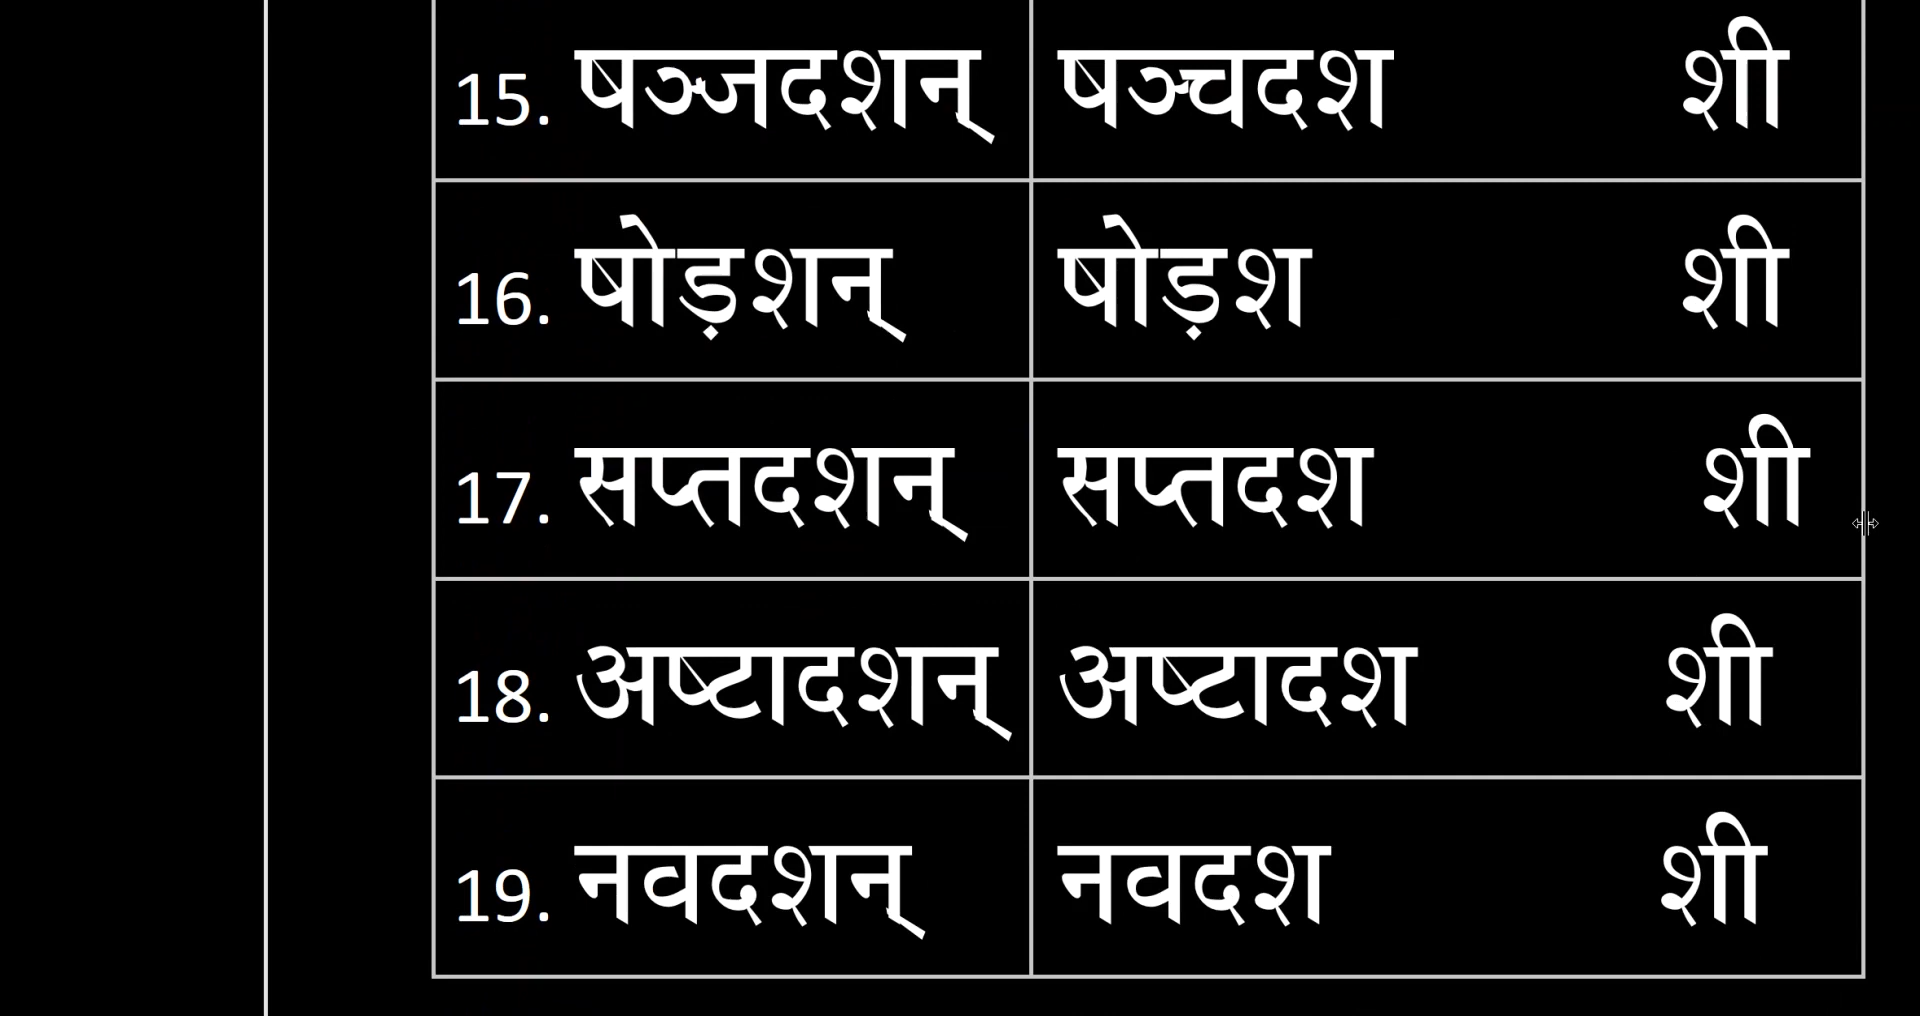 15. षञ्जदशन् षञ्चदश शी
16. षोड़शन् षोड़श शी
17. सप्तदशन् सप्तदश शी
18. अष्टादशन् अष्टादश शी
19. नवदशन् नवदश शी